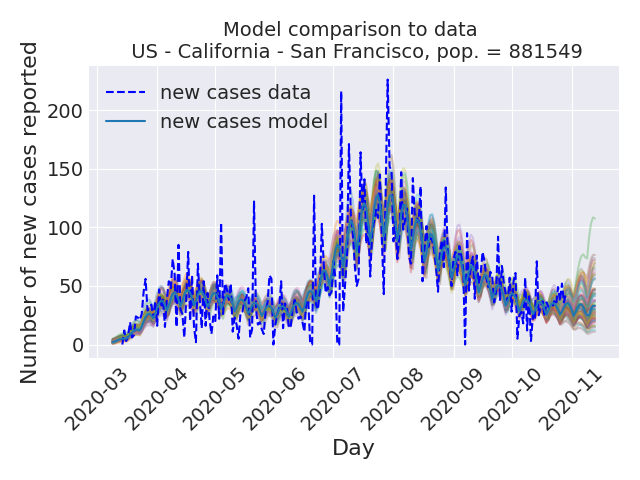 Model comparison to data
US - California - San Francisco, pop. = 881549
Number of new cases reported
200
150
100
50
0
new cases data
new cases model
2020-03
2020-04
2020-05
2020-06
2020-07
2020-08
2020-09
2020-10
2020-11
Day